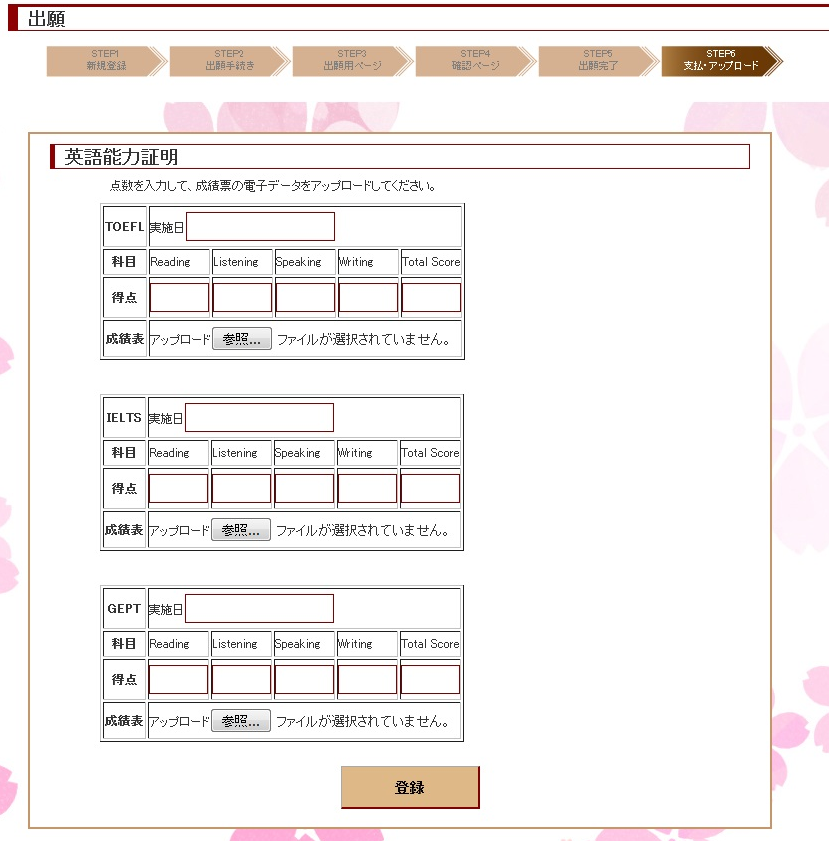 出願
STEP1 STEP2 STEP3 STEP4 STEP5 STEP6
新規登録 出願手続き 出願用ページ 確認ページ 出願完了 支払・アップロード
英語能力証明
点数を入力して、成績票の電子データをアップロードしてください。
TOEFL 実施日
科目 Reading Listening Speaking Writing Total Score
得点
成績表 アップロード 参照... ファイルが選択されていません。
IELTS 実施日
科目 Reading Listening Speaking Writing Total Score
得点
成績表 アップロード 参照... ファイルが選択されていません。
GEPT 実施日
科目 Reading Listening Speaking Writing Total Score
得点
成績表 アップロード 参照... ファイルが選択されていません。
登録